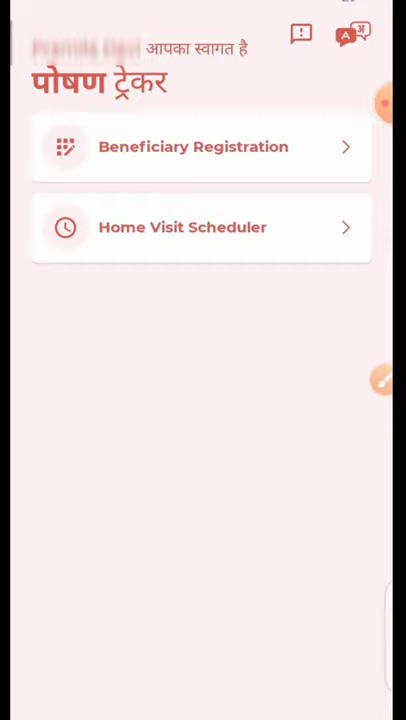 आपका स्वागत है
पोषण ट्रेकर
Beneficiary Registration
Home Visit Scheduler